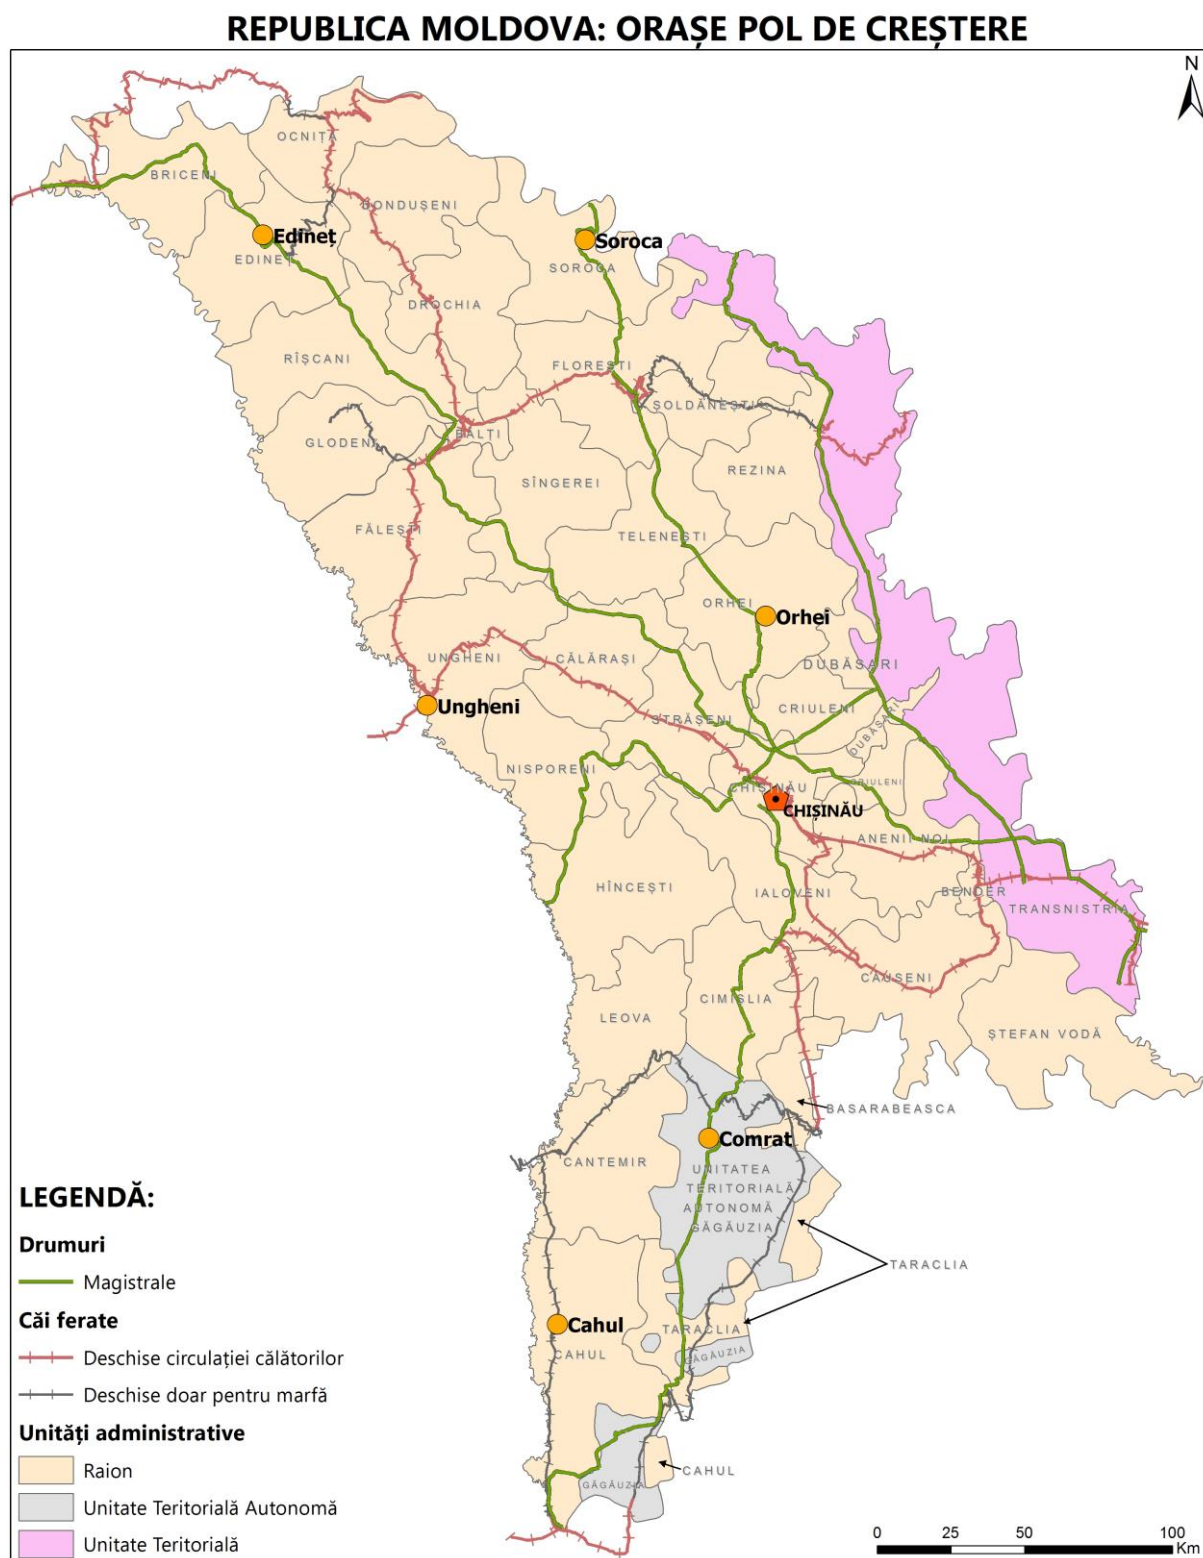 REPUBLICA MOLDOVA: ORAȘE POL DE CREȘTERE
N
OCNIȚA
BRICENI
DONDUȘENI
Edineț
EDINEȚ
Soroca
SOROCA
DROCHIA
RÎȘCANI
FLOREȘTI
ȘOLDĂNEȘTI
GLODENI
BĂLȚI
REZINA
SÎNGEREI
FĂLEȘTI
TELENEȘTI
ORHEI
Orhei
UNGHENI
CĂLĂRAȘI
DUBĂSARI
Ungheni
CRIULENI
STRĂȘENI
DUBĂSARI
NISPORENI
CRIULENI
CHIȘINĂU
CHIȘINĂU
ANENII NOI
HÎNCEȘTI
IALOVENI
BENDER
TRANSNISTRIA
CĂUȘENI
CIMIȘLIA
LEOVA
ȘTEFAN VODĂ
BASARABEASCA
Comrat
CANTEMIR
UNITATEA
TERITORIALĂ
AUTONOMĂ
GĂGĂUZIA
TARACLIA
Cahul
TARACLIA
CAHUL
GĂGĂUZIA
CAHUL
GĂGĂUZIA
LEGENDĂ:
Drumuri
Magistrale
Căi ferate
Deschise circulației călătorilor
Deschise doar pentru marfă
Unități administrative
Raion
Unitate Teritorială Autonomă
Unitate Teritorială
0 25 50 100
Km